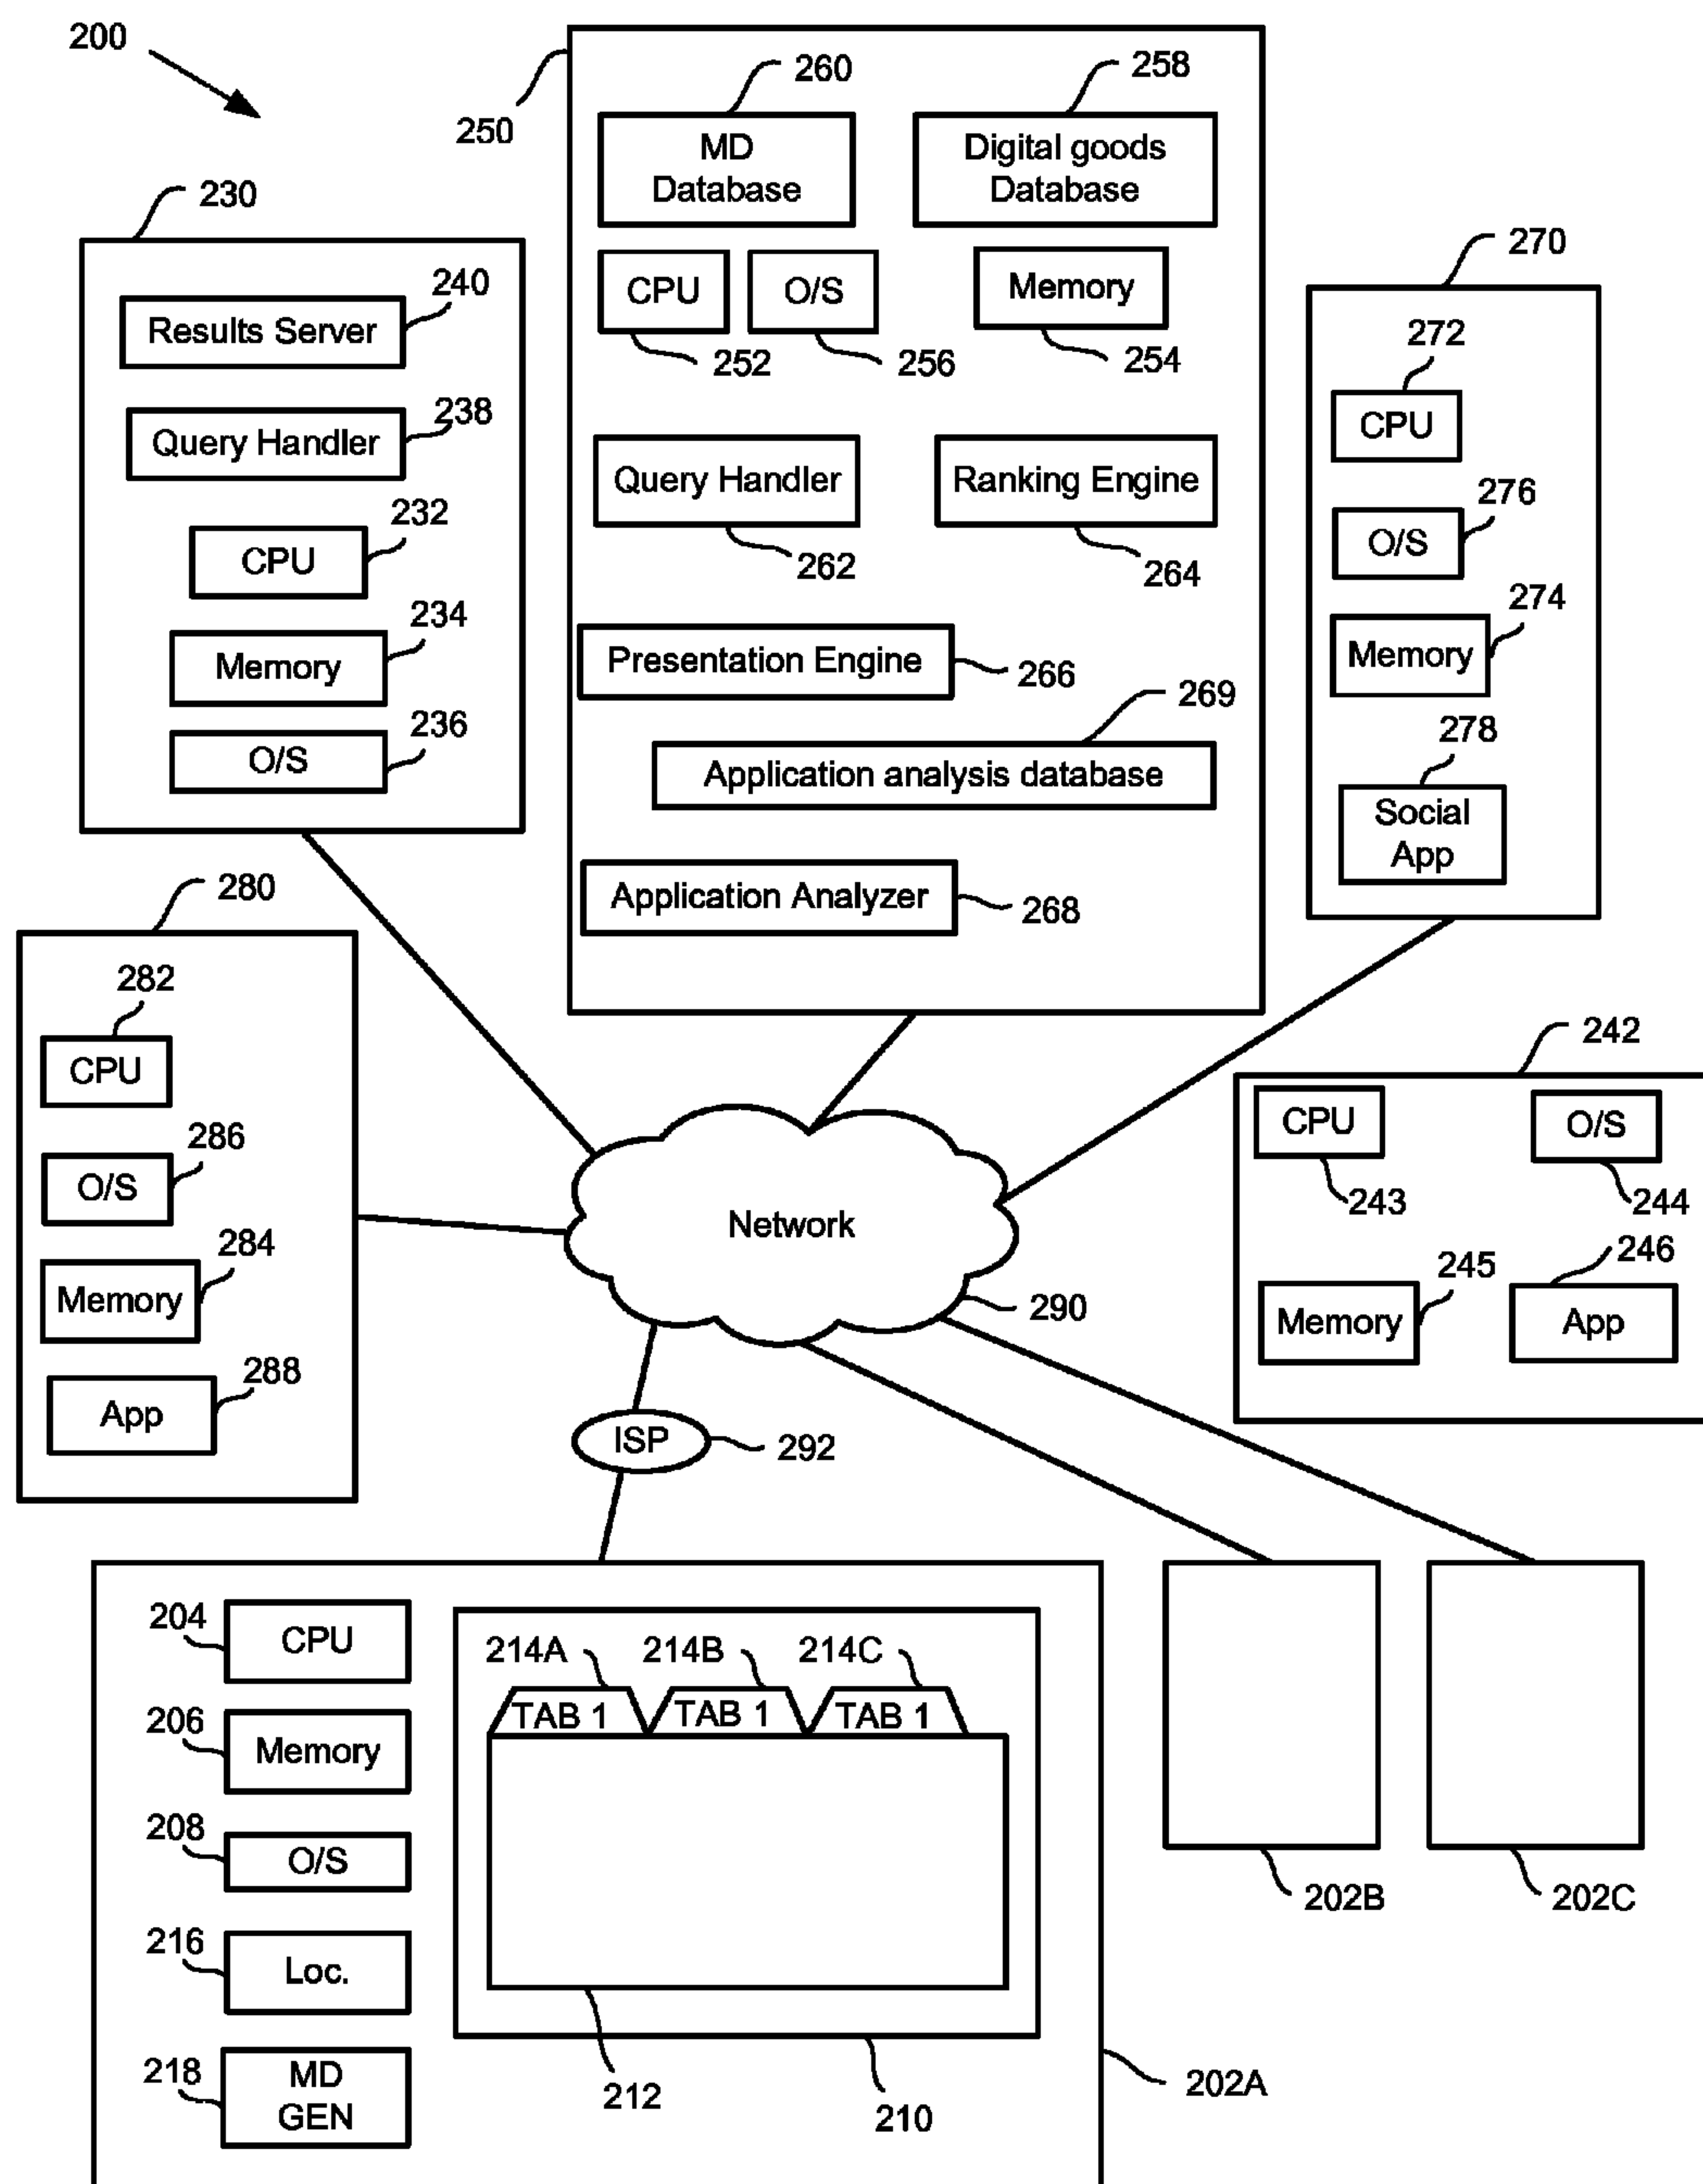 200
250
260
MD
Database
258
Digital goods
Database
CPU
252
O/S
256
Memory
254
Query Handler
262
Ranking Engine
264
Presentation Engine
266
269
Application analysis database
Application Analyzer
268
230
240
Results Server
238
Query Handler
232
CPU
234
Memory
236
O/S
270
272
CPU
276
O/S
274
Memory
278
Social
App
280
282
CPU
286
O/S
284
Memory
288
App
242
CPU
243
O/S
244
245
Memory
246
App
Network
290
ISP
292
204
CPU
206
Memory
208
O/S
216
Loc.
218
MD
GEN
214A
214B
214C
TAB 1
TAB 1
TAB 1
212
210
202A
202B
202C